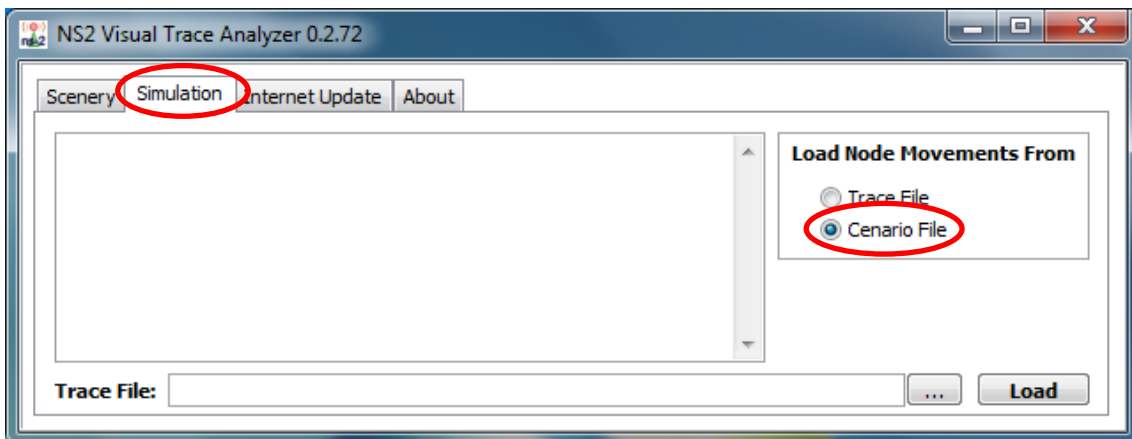 NS2 Visual Trace Analyzer 0.2.72
Scenery Simulation Internet Update About
Load Node Movements From
Trace File
Cenario File
Trace File: ... Load